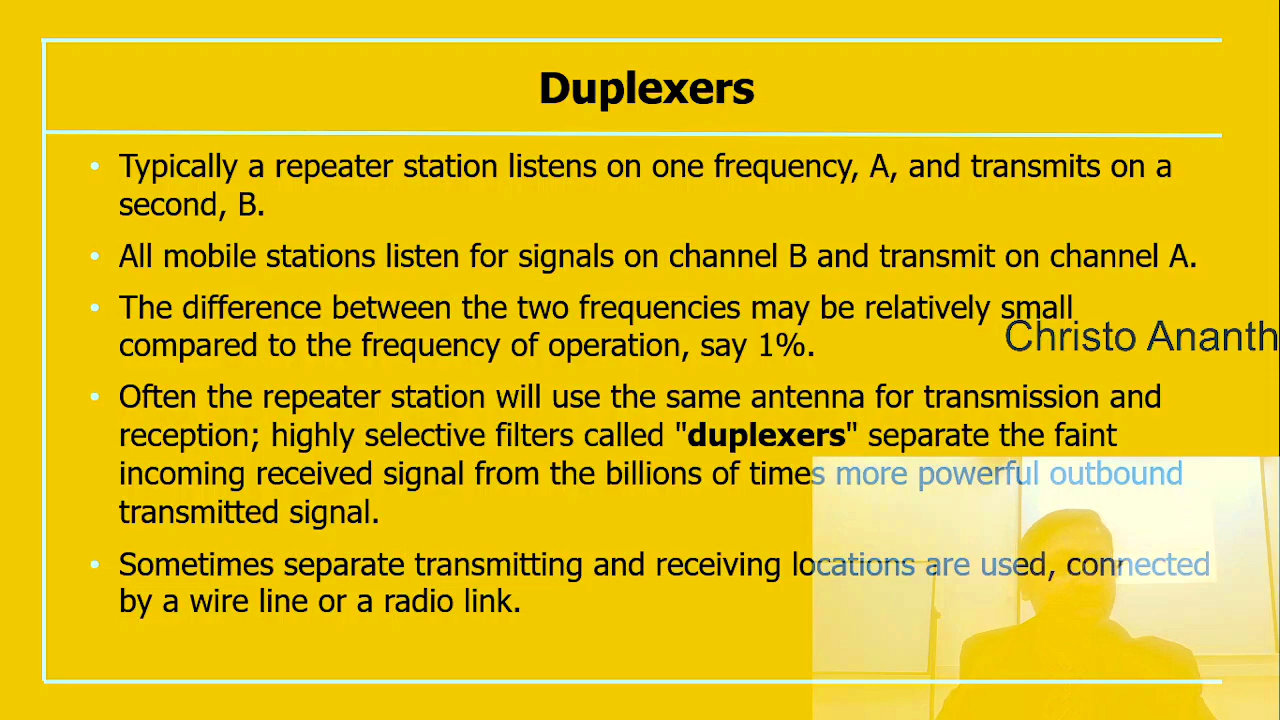 Duplexers
• Typically a repeater station listens on one frequency, A, and transmits on a
second, B.
• All mobile stations listen for signals on channel B and transmit on channel A.
• The difference between the two frequencies may be relatively small
compared to the frequency of operation, say 1%.
Christo Ananth
• Often the repeater station will use the same antenna for transmission and
reception; highly selective filters called "duplexers" separate the faint
incoming received signal from the billions of times more powerful outbound
transmitted signal.
• Sometimes separate transmitting and receiving locations are used, connected
by a wire line or a radio link.